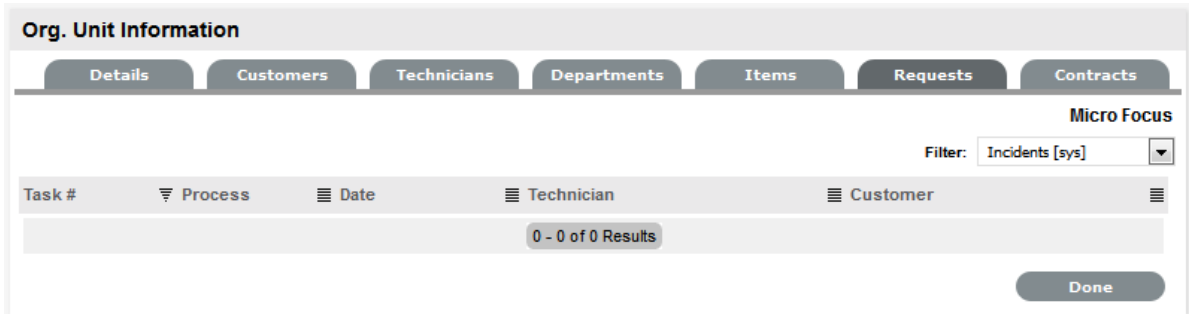 Org. Unit Information
Details Customers Technicians Departments Items Requests Contracts
Micro Focus
Filter: Incidents [sys]
Task # Process Date Technician Customer
0 - 0 of 0 Results
Done